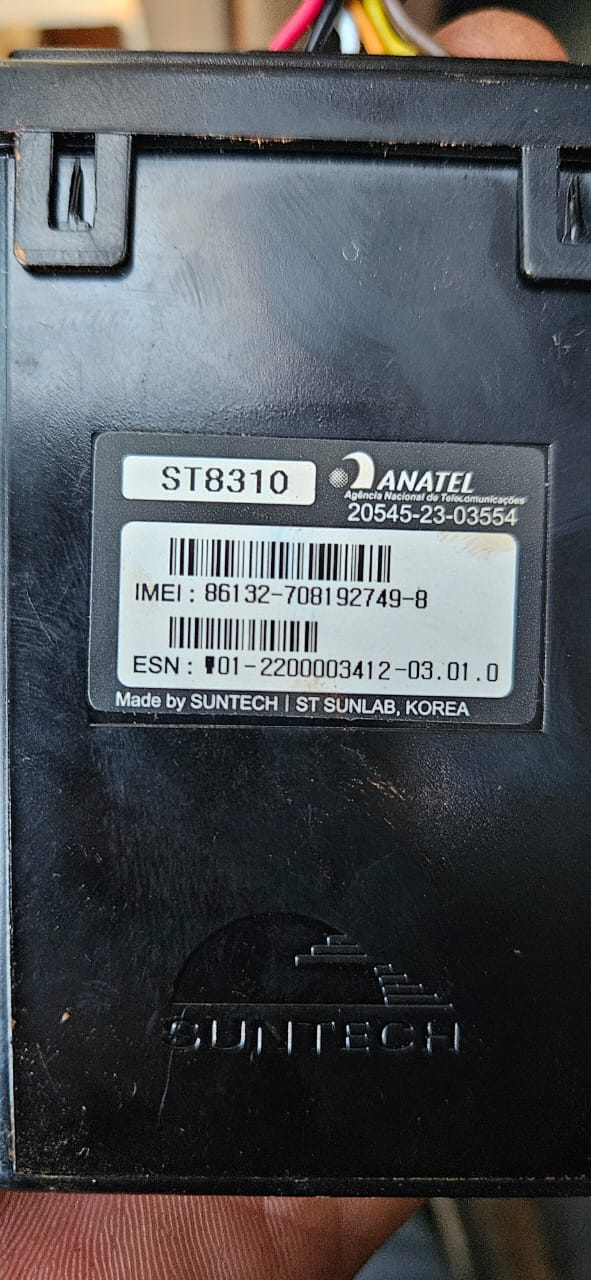 ST8310
ANATEL
Agência Nacional de Telecomunicações
20545-23-03554
IMEI : 86132-708192749-8
ESN : 01-2200003412-03.01.0
Made by SUNTECH | ST SUNLAB, KOREA
SUNTECH